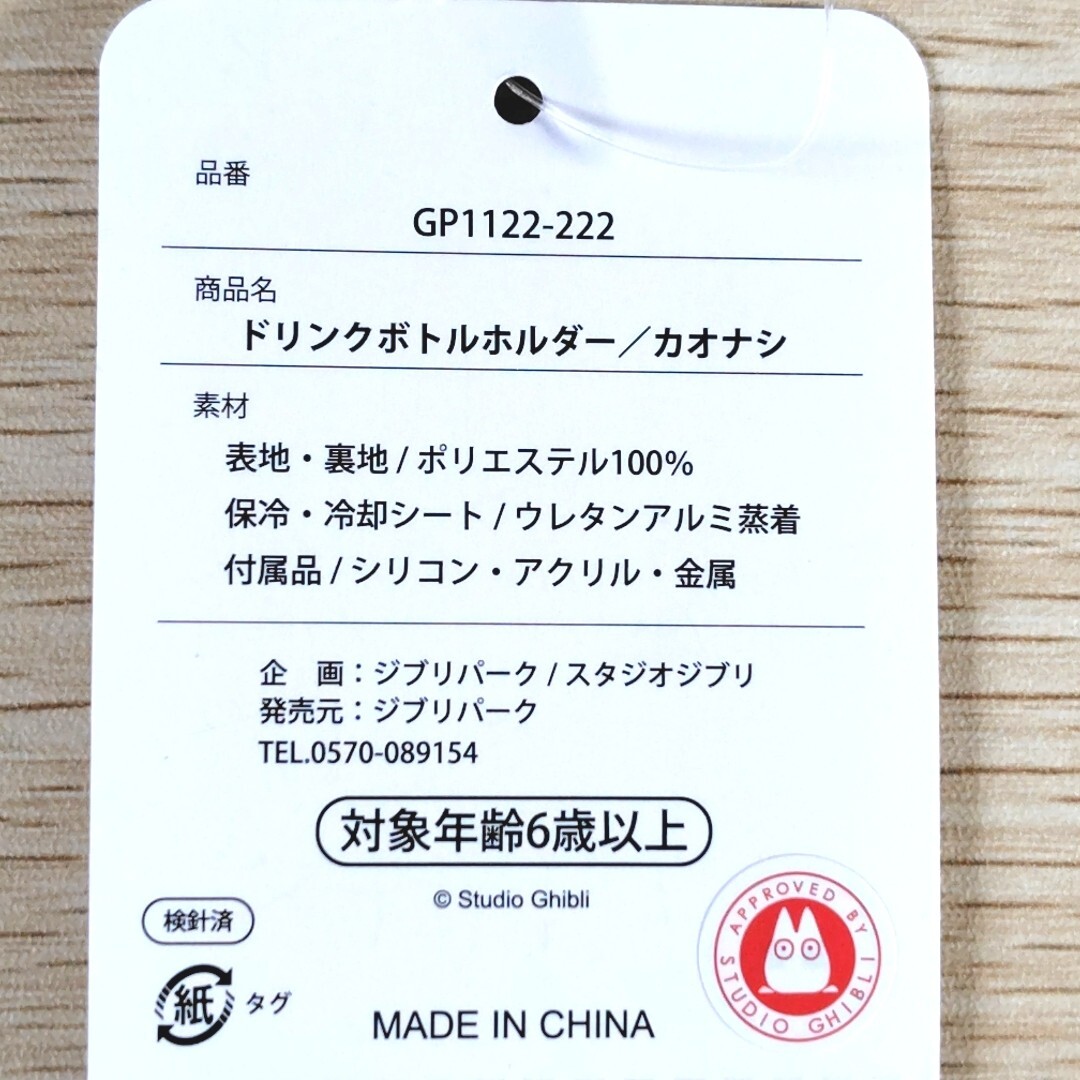 品番
GP1122-222
商品名
ドリンクボトルホルダー／カオナシ
素材
表地・裏地 / ポリエステル100%
保冷・冷却シート / ウレタンアルミ蒸着
付属品 / シリコン・アクリル・金属
企　画：ジブリパーク / スタジオジブリ
発売元：ジブリパーク
TEL.0570-089154
対象年齢6歳以上
© Studio Ghibli
検針済
APPROVED BY STUDIO GHIBLI
紙 タグ
MADE IN CHINA